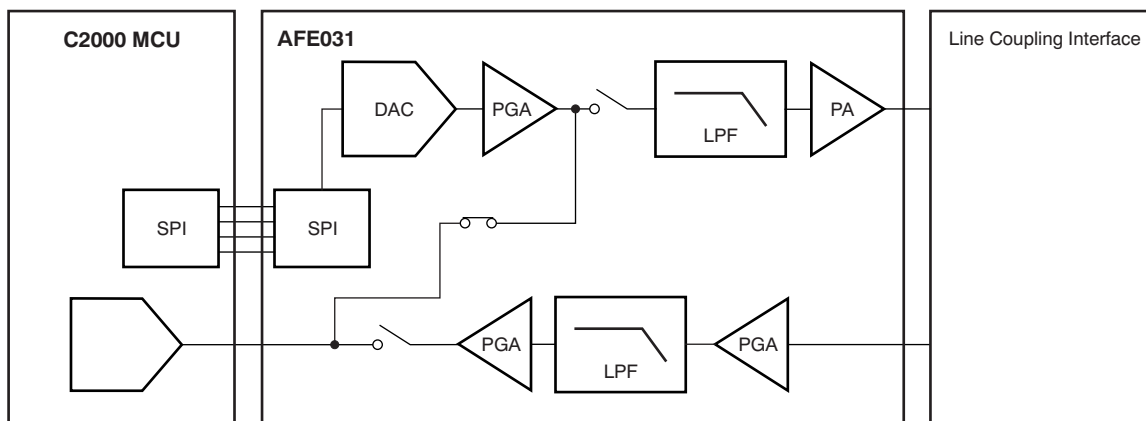 C2000 MCU
AFE031
Line Coupling Interface
DAC
PGA
LPF
PA
SPI
SPI
PGA
LPF
PGA